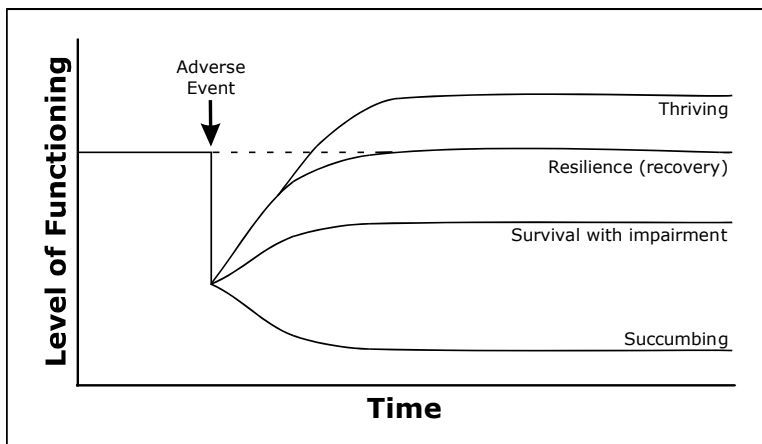 Adverse
Event
Thriving
Resilience (recovery)
Survival with impairment
Succumbing
Level of Functioning
Time